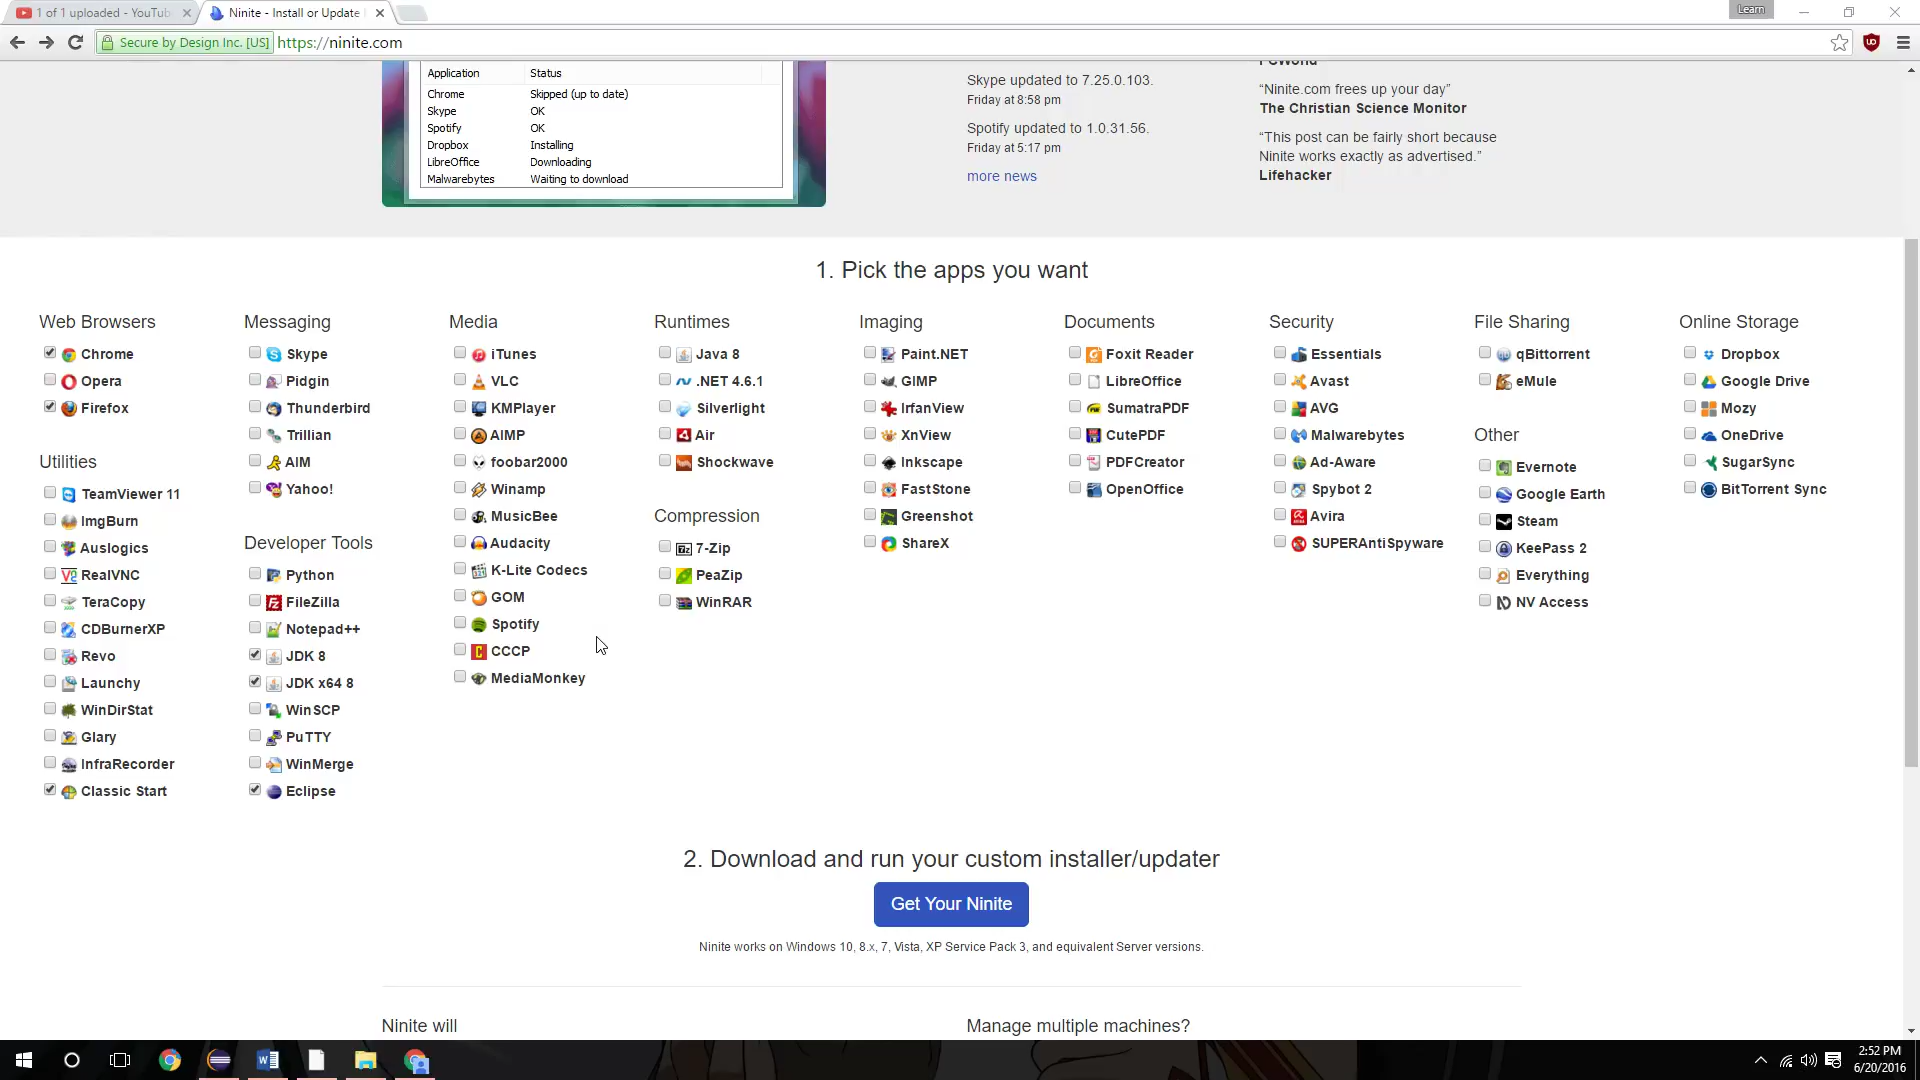 1 of 1 uploaded - YouTub
Ninite - Install or Update
Learn
Secure by Design Inc. [US]
https://ninite.com
Application Status
Chrome Skipped (up to date)
Skype OK
Spotify OK
Dropbox Installing
LibreOffice Downloading
Malwarebytes Waiting to download
Skype updated to 7.25.0.103.
Friday at 8:58 pm
Spotify updated to 1.0.31.56.
Friday at 5:17 pm
more news
PCWorld
“Ninite.com frees up your day”
The Christian Science Monitor
“This post can be fairly short because
Ninite works exactly as advertised.”
Lifehacker
1. Pick the apps you want
Web Browsers
Chrome
Opera
Firefox
Utilities
TeamViewer 11
ImgBurn
Auslogics
RealVNC
TeraCopy
CDBurnerXP
Revo
Launchy
WinDirStat
Glary
InfraRecorder
Classic Start
Messaging
Skype
Pidgin
Thunderbird
Trillian
AIM
Yahoo!
Developer Tools
Python
FileZilla
Notepad++
JDK 8
JDK x64 8
WinSCP
PuTTY
WinMerge
Eclipse
Media
iTunes
VLC
KMPlayer
AIMP
foobar2000
Winamp
MusicBee
Audacity
K-Lite Codecs
GOM
Spotify
CCCP
MediaMonkey
Runtimes
Java 8
.NET 4.6.1
Silverlight
Air
Shockwave
Compression
7-Zip
PeaZip
WinRAR
Imaging
Paint.NET
GIMP
IrfanView
XnView
Inkscape
FastStone
Greenshot
ShareX
Documents
Foxit Reader
LibreOffice
SumatraPDF
CutePDF
PDFCreator
OpenOffice
Security
Essentials
Avast
AVG
Malwarebytes
Ad-Aware
Spybot 2
Avira
SUPERAntiSpyware
File Sharing
qBittorrent
eMule
Other
Evernote
Google Earth
Steam
KeePass 2
Everything
NV Access
Online Storage
Dropbox
Google Drive
Mozy
OneDrive
SugarSync
BitTorrent Sync
2. Download and run your custom installer/updater
Get Your Ninite
Ninite works on Windows 10, 8.x, 7, Vista, XP Service Pack 3, and equivalent Server versions.
Ninite will
Manage multiple machines?
2:52 PM
6/20/2016